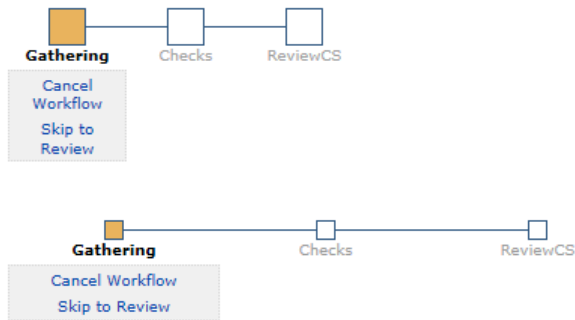 Gathering Checks ReviewCS
Cancel
Workflow
Skip to
Review
Gathering Checks ReviewCS
Cancel Workflow
Skip to Review